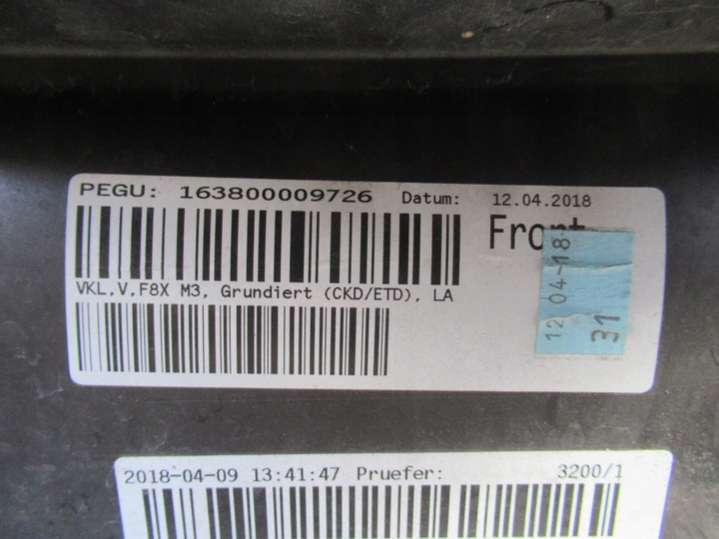 PEGU: 163800009726 Datum: 12.04.2018
Front
VKL,V,F8X M3, Grundiert (CKD/ETD), LA
12 04-18-
31
2018-04-09 13:41:47 Pruefer: 3200/1